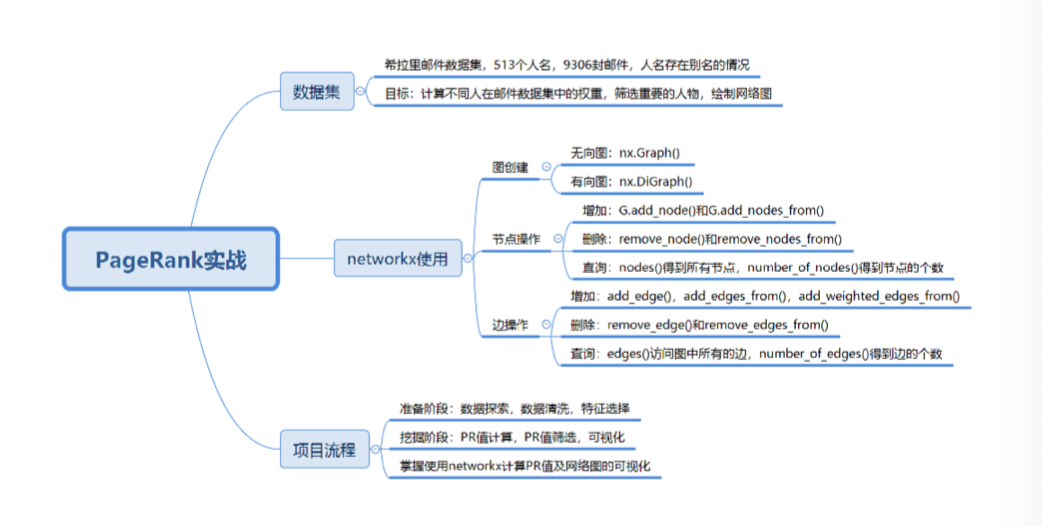 希拉里邮件数据集，513个人名，9306封邮件，人名存在别名的情况
数据集
目标：计算不同人在邮件数据集中的权重，筛选重要的人物，绘制网络图
无向图：nx.Graph()
图创建
有向图：nx.DiGraph()
增加：G.add_node()和G.add_nodes_from()
节点操作
删除：remove_node()和remove_nodes_from()
PageRank实战
networkx使用
查询：nodes()得到所有节点，number_of_nodes()得到节点的个数
增加：add_edge()，add_edges_from()，add_weighted_edges_from()
边操作
删除：remove_edge()和remove_edges_from()
查询：edges()访问图中所有的边，number_of_edges()得到边的个数
准备阶段：数据探索，数据清洗，特征选择
项目流程
挖掘阶段：PR值计算，PR值筛选，可视化
掌握使用networkx计算PR值及网络图的可视化